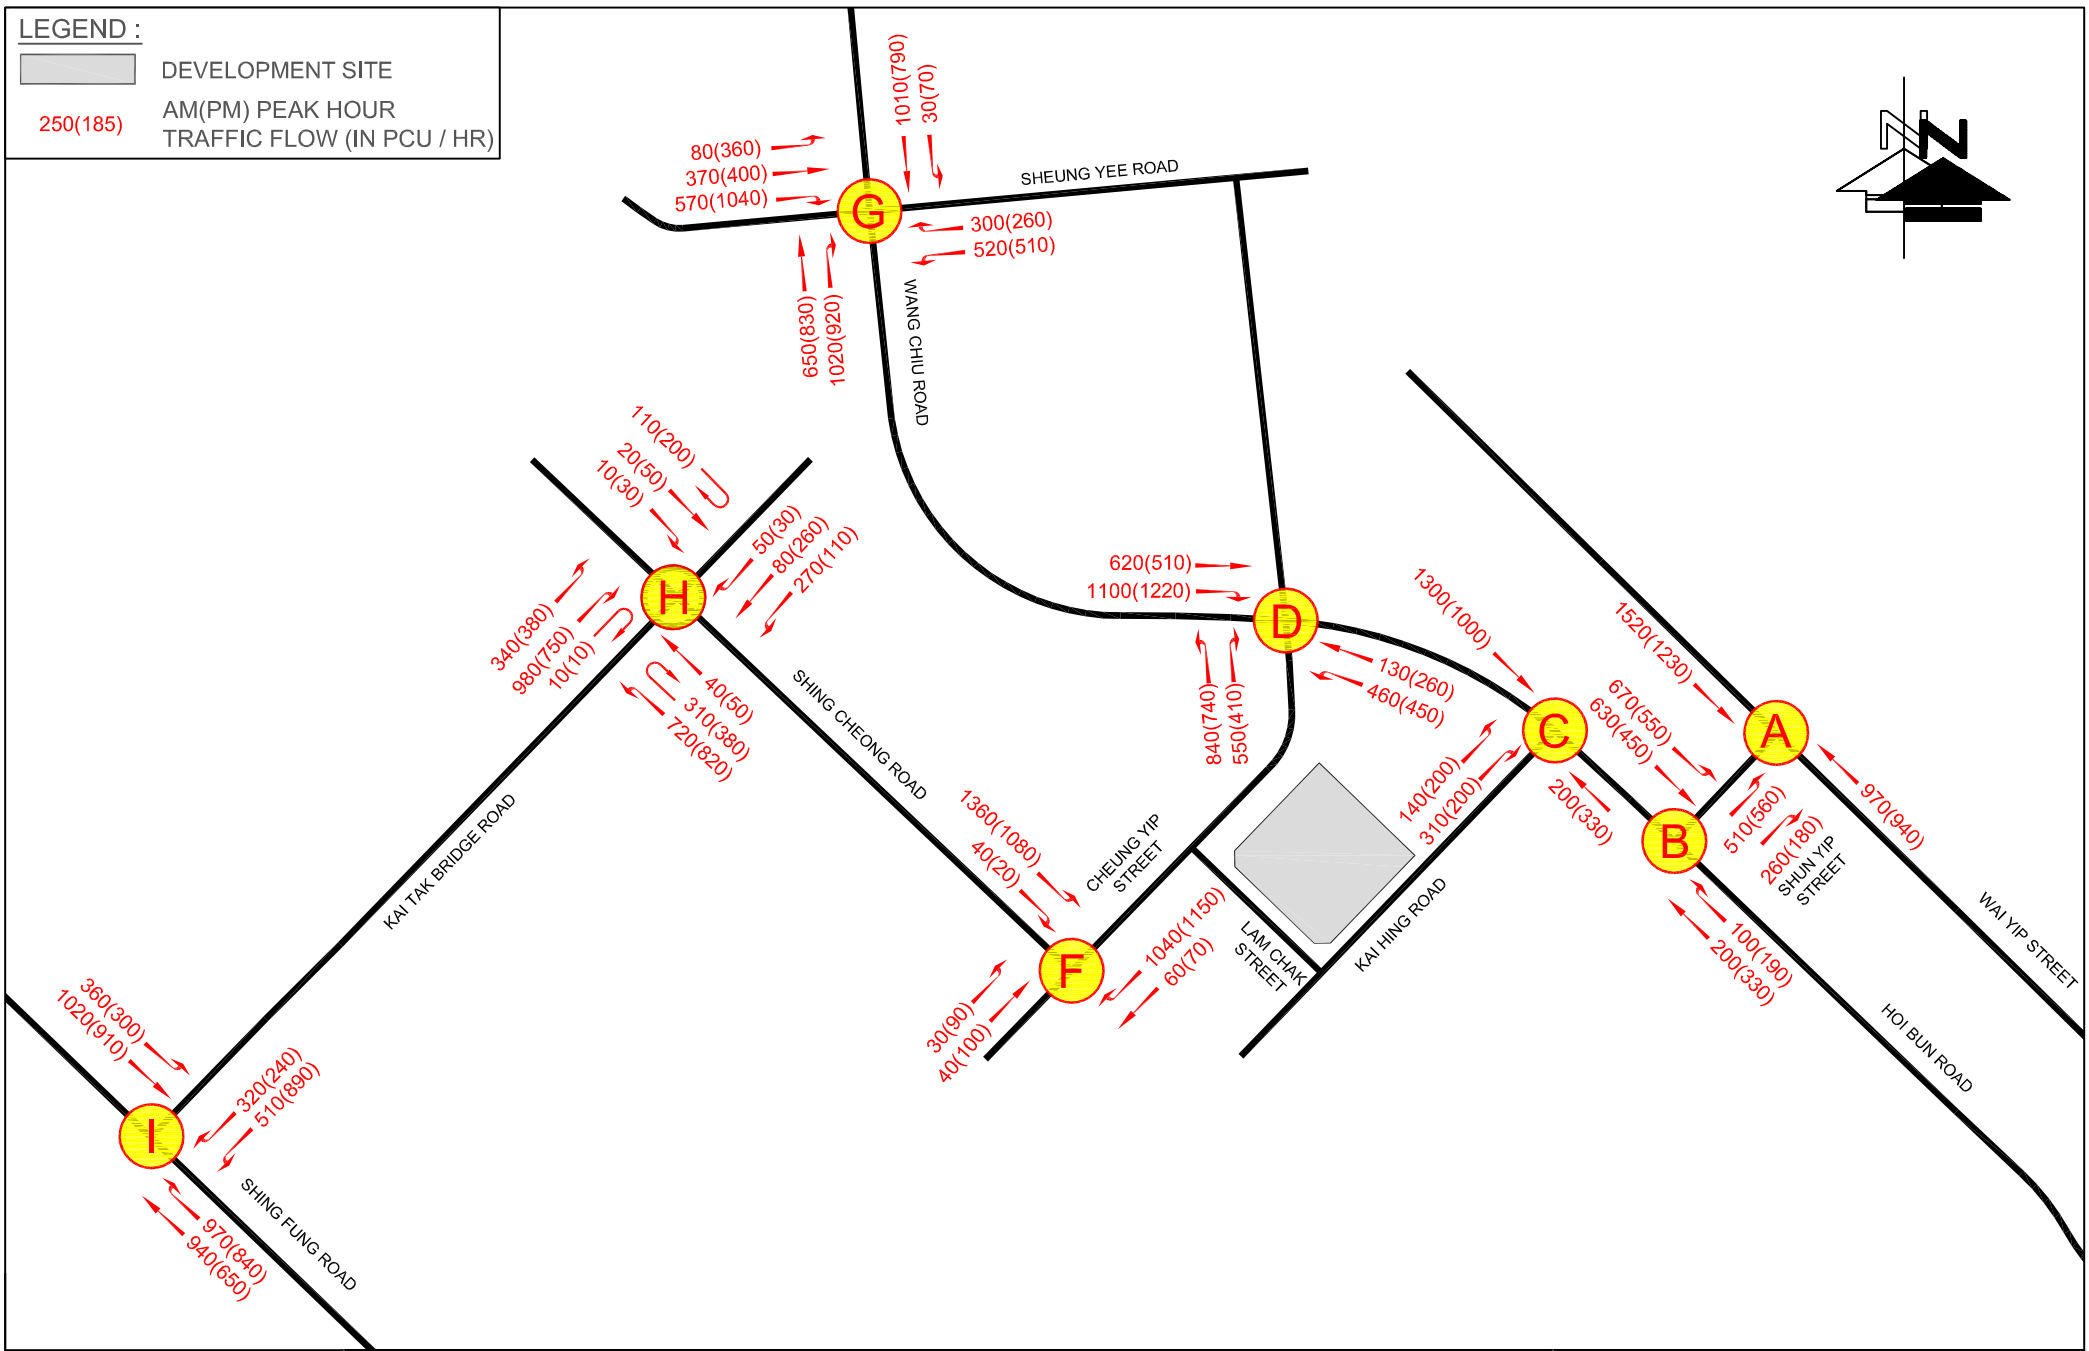 LEGEND :
DEVELOPMENT SITE
250(185)
AM(PM) PEAK HOUR
TRAFFIC FLOW (IN PCU / HR)
N
1010(790)
30(70)
80(360)
370(400)
570(1040)
G
SHEUNG YEE ROAD
300(260)
520(510)
650(830)
1020(920)
WANG CHIU ROAD
110(200)
20(50)
10(30)
50(30)
80(260)
270(110)
H
340(380)
980(750)
10(10)
40(50)
310(380)
720(820)
SHING CHEONG ROAD
KAI TAK BRIDGE ROAD
620(510)
1100(1220)
D
130(260)
460(450)
840(740)
550(410)
1300(1000)
C
140(200)
310(200)
200(330)
1520(1230)
A
970(940)
670(550)
630(450)
B
510(560)
260(180)
SHUN YIP
STREET
100(190)
200(330)
WAI YIP STREET
HOI BUN ROAD
1360(1080)
40(20)
F
CHEUNG YIP
STREET
1040(1150)
60(70)
30(90)
40(100)
LAM CHAK
STREET
KAI HING ROAD
360(300)
1020(910)
I
320(240)
510(890)
970(840)
940(650)
SHING FUNG ROAD